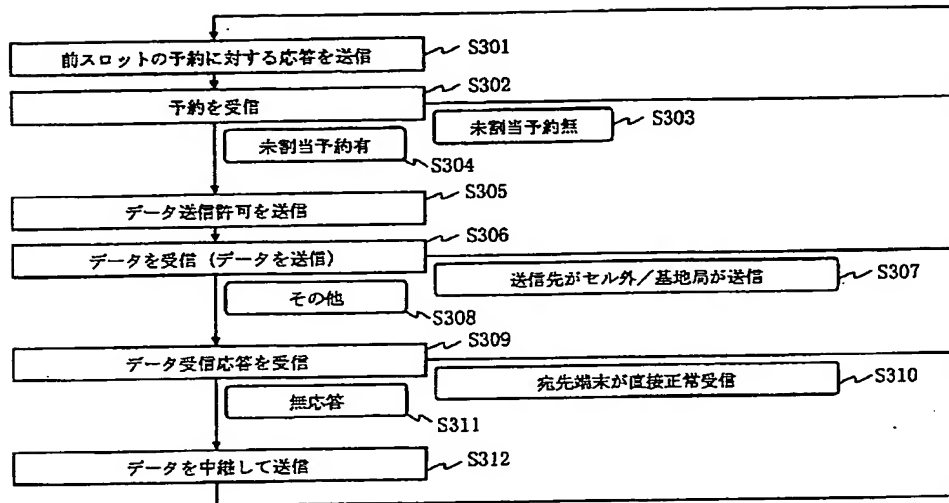 前スロットの予約に対する応答を送信
S301
予約を受信
S302
未割当予約無
S303
未割当予約有
S304
データ送信許可を送信
S305
データを受信(データを送信)
S306
送信先がセル外/基地局が送信
S307
その他
S308
データ受信応答を受信
S309
宛先端末が直接正常受信
S310
無応答
S311
データを中継して送信
S312